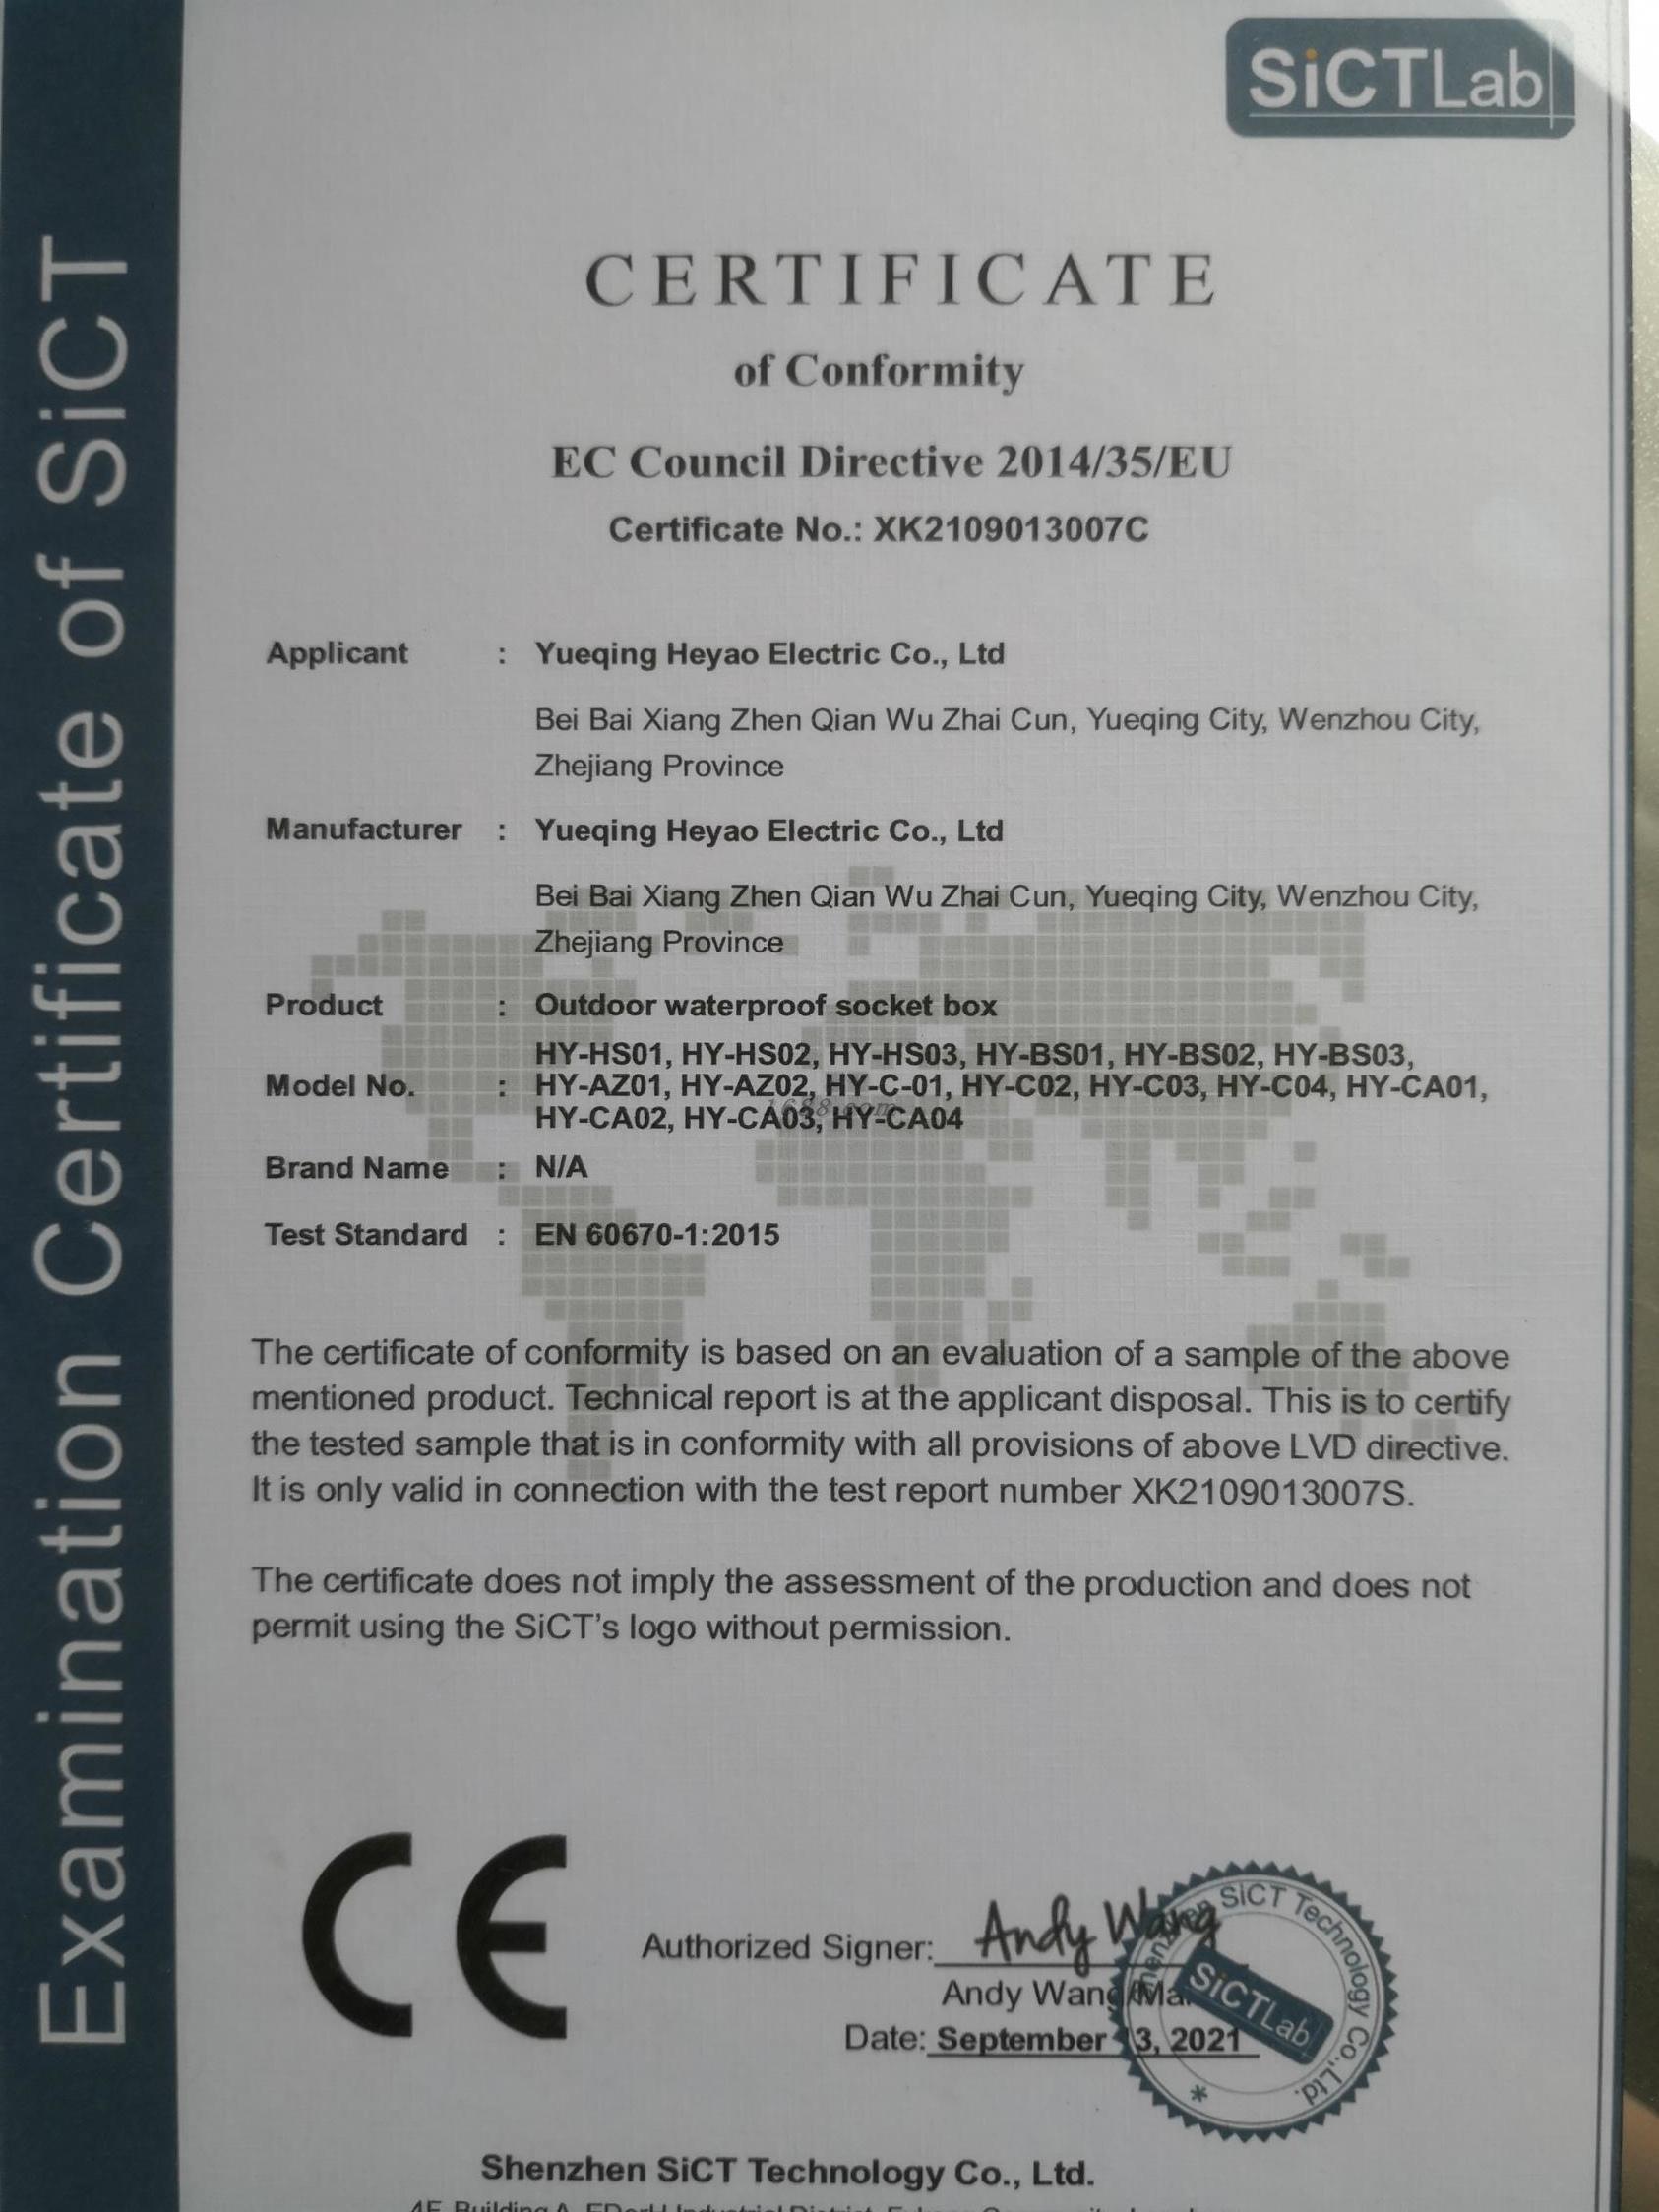 SiCTLab
Examination Certificate of SiCT
CERTIFICATE
of Conformity
EC Council Directive 2014/35/EU
Certificate No.: XK2109013007C
Applicant : Yueqing Heyao Electric Co., Ltd
Bei Bai Xiang Zhen Qian Wu Zhai Cun, Yueqing City, Wenzhou City,
Zhejiang Province
Manufacturer : Yueqing Heyao Electric Co., Ltd
Bei Bai Xiang Zhen Qian Wu Zhai Cun, Yueqing City, Wenzhou City,
Zhejiang Province
Product : Outdoor waterproof socket box
HY-HS01, HY-HS02, HY-HS03, HY-BS01, HY-BS02, HY-BS03,
Model No. : HY-AZ01, HY-AZ02, HY-C-01, HY-C02, HY-C03, HY-C04, HY-CA01,
1688.com
HY-CA02, HY-CA03, HY-CA04
Brand Name : N/A
Test Standard : EN 60670-1:2015
The certificate of conformity is based on an evaluation of a sample of the above
mentioned product. Technical report is at the applicant disposal. This is to certify
the tested sample that is in conformity with all provisions of above LVD directive.
It is only valid in connection with the test report number XK2109013007S.
The certificate does not imply the assessment of the production and does not
permit using the SiCT's logo without permission.
CE
Authorized Signer: Andy Wang
Andy Wang
Date: September 13, 2021
SiCT Technology Co.,Ltd.
SiCTLab
*
Shenzhen SiCT Technology Co., Ltd.